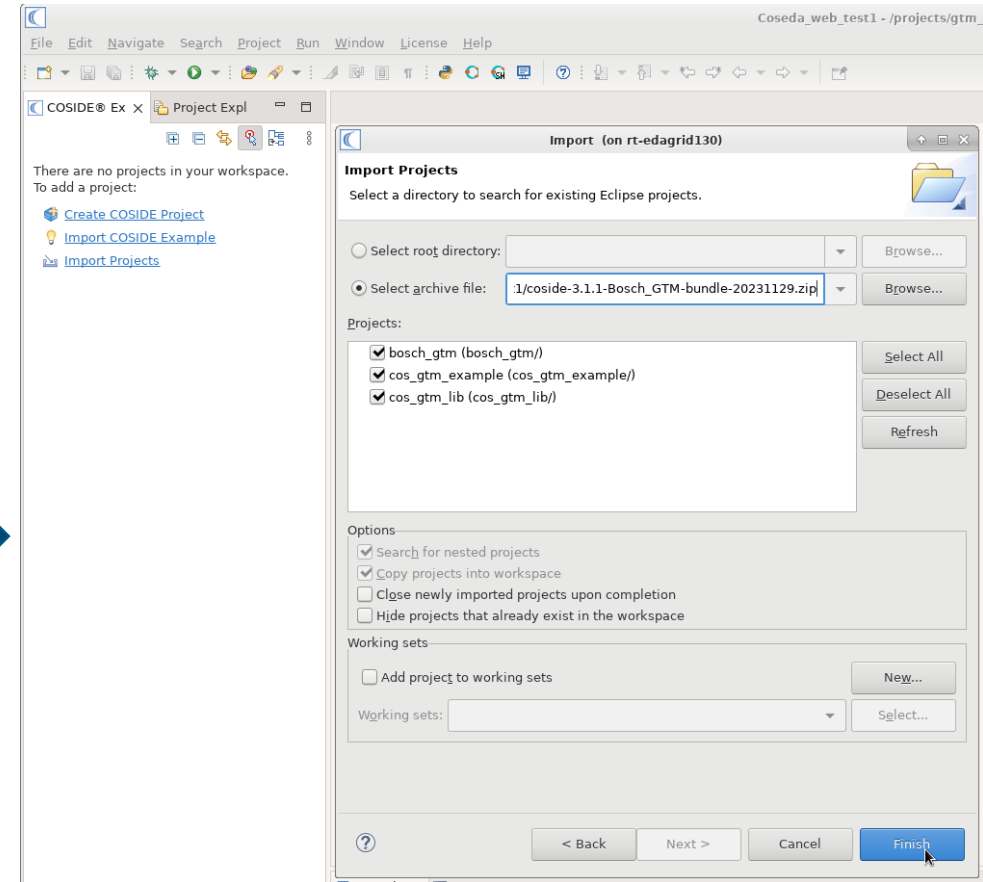 Coseda_web_test1 - /projects/gtm_
File Edit Navigate Search Project Run Window License Help
COSIDE® Ex Project Expl
There are no projects in your workspace.
To add a project:
Create COSIDE Project
Import COSIDE Example
Import Projects
Import (on rt-edagrid130)
Import Projects
Select a directory to search for existing Eclipse projects.
Select root directory: Browse...
Select archive file: 1/coside-3.1.1-Bosch_GTM-bundle-20231129.zip Browse...
Projects:
bosch_gtm (bosch_gtm/) Select All
cos_gtm_example (cos_gtm_example/)
cos_gtm_lib (cos_gtm_lib/) Deselect All
Refresh
Options
Search for nested projects
Copy projects into workspace
Close newly imported projects upon completion
Hide projects that already exist in the workspace
Working sets
Add project to working sets New...
Working sets: Select...
< Back Next > Cancel Finish